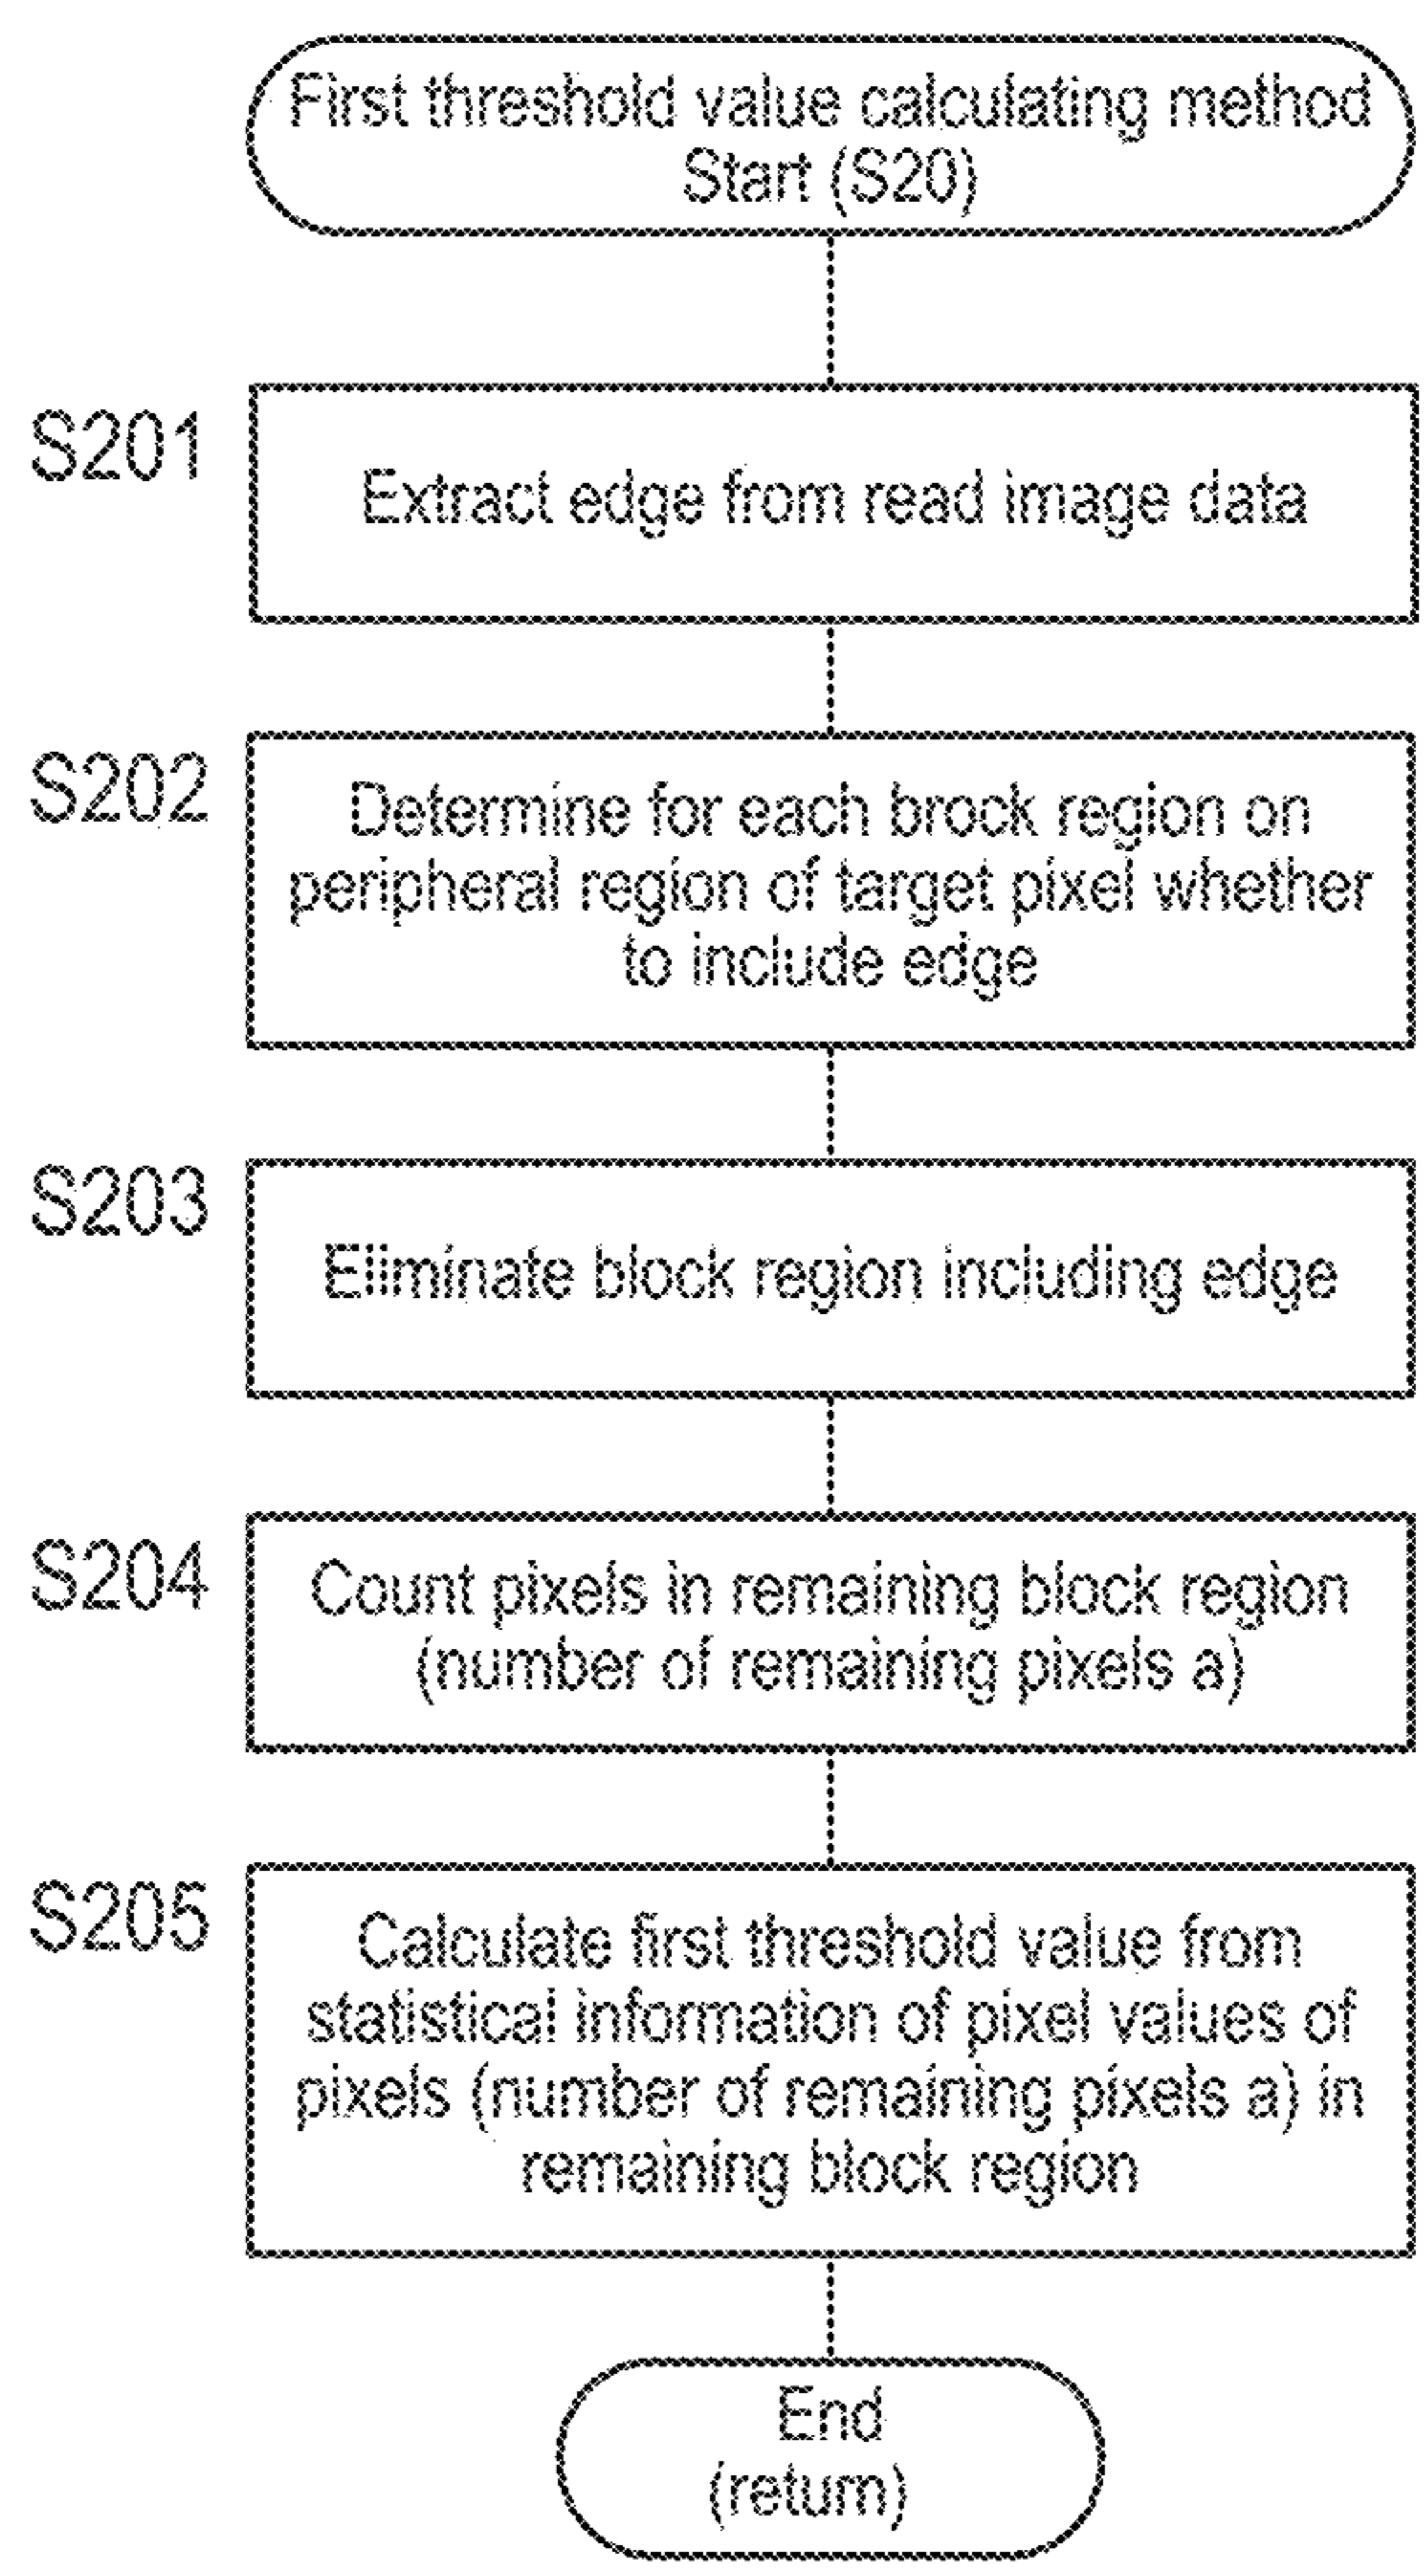 First threshold value calculating method
Start (S20)
S201
Extract edge from read image data
S202
Determine for each brock region on
peripheral region of target pixel whether
to include edge
S203
Eliminate block region including edge
S204
Count pixels in remaining block region
(number of remaining pixels a)
S205
Calculate first threshold value from
statistical information of pixel values of
pixels (number of remaining pixels a) in
remaining block region
End
(return)